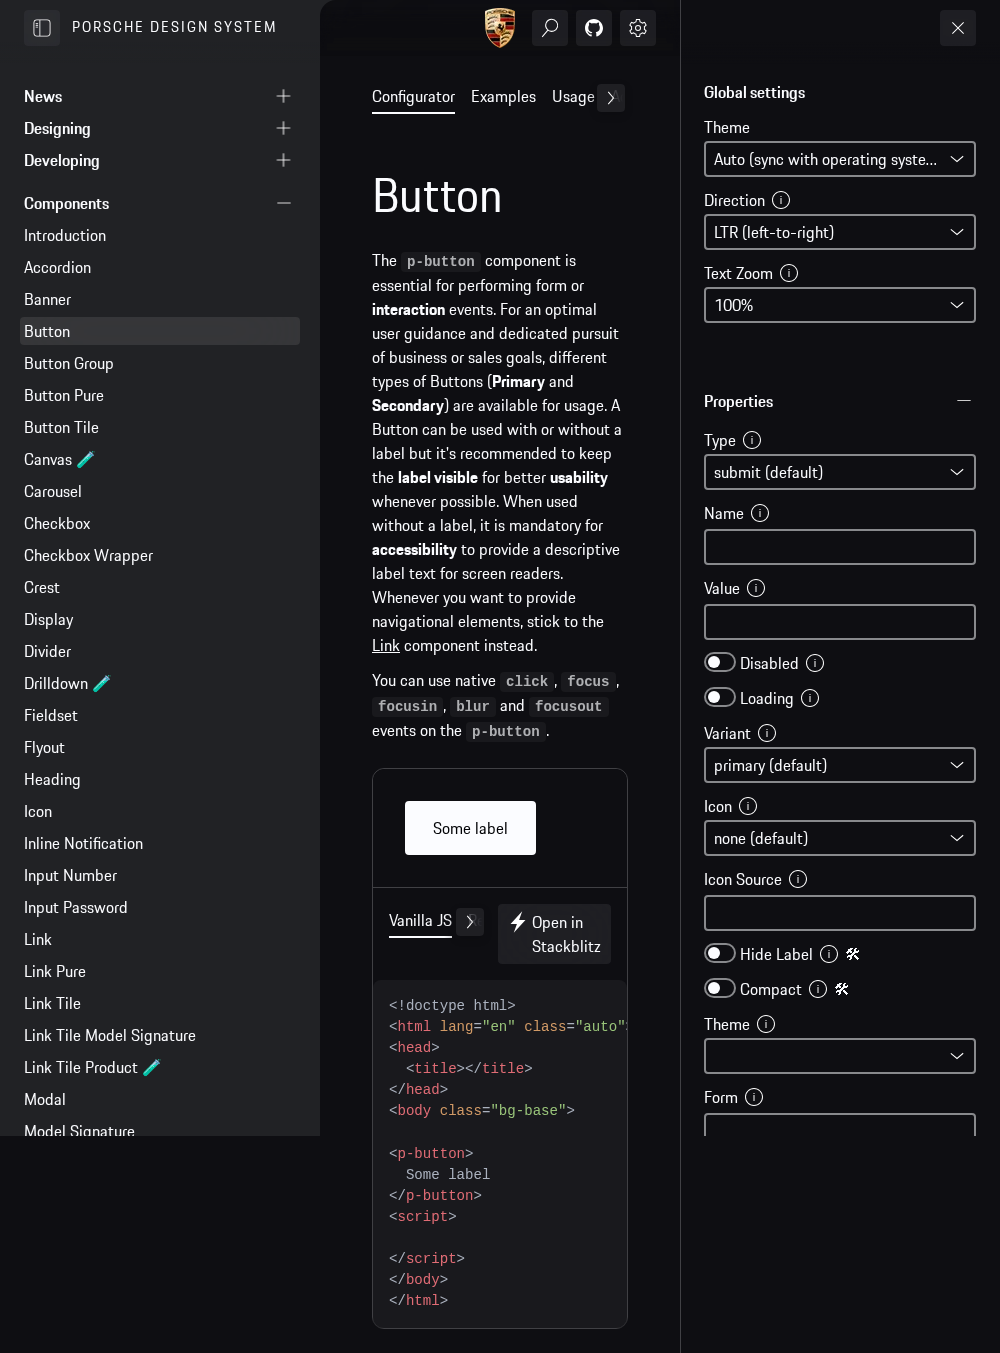 PORSCHE DESIGN SYSTEM
News
Designing
Developing
Components
Introduction
Accordion
Banner
Button
Button Group
Button Pure
Button Tile
Canvas 🧪
Carousel
Checkbox
Checkbox Wrapper
Crest
Display
Divider
Drilldown 🧪
Fieldset
Flyout
Heading
Icon
Inline Notification
Input Number
Input Password
Link
Link Pure
Link Tile
Link Tile Model Signature
Link Tile Product 🧪
Modal
Model Signature
Configurator Examples Usage
Button
The p-button component is
essential for performing form or
interaction events. For an optimal
user guidance and dedicated pursuit
of business or sales goals, different
types of Buttons (Primary and
Secondary) are available for usage. A
Button can be used with or without a
label but it's recommended to keep
the label visible for better usability
whenever possible. When used
without a label, it is mandatory for
accessibility to provide a descriptive
label text for screen readers.
Whenever you want to provide
navigational elements, stick to the
Link component instead.
You can use native click, focus,
focusin, blur and focusout
events on the p-button.
Some label
Vanilla JS
Open in
Stackblitz
<!doctype html>
<html lang="en" class="auto">
<head>
  <title></title>
</head>
<body class="bg-base">
<p-button>
  Some label
</p-button>
<script>
</script>
</body>
</html>
Global settings
Theme
Auto (sync with operating syste...
Direction
LTR (left-to-right)
Text Zoom
100%
Properties
Type
submit (default)
Name
Value
Disabled
Loading
Variant
primary (default)
Icon
none (default)
Icon Source
Hide Label 🛠
Compact 🛠
Theme
Form